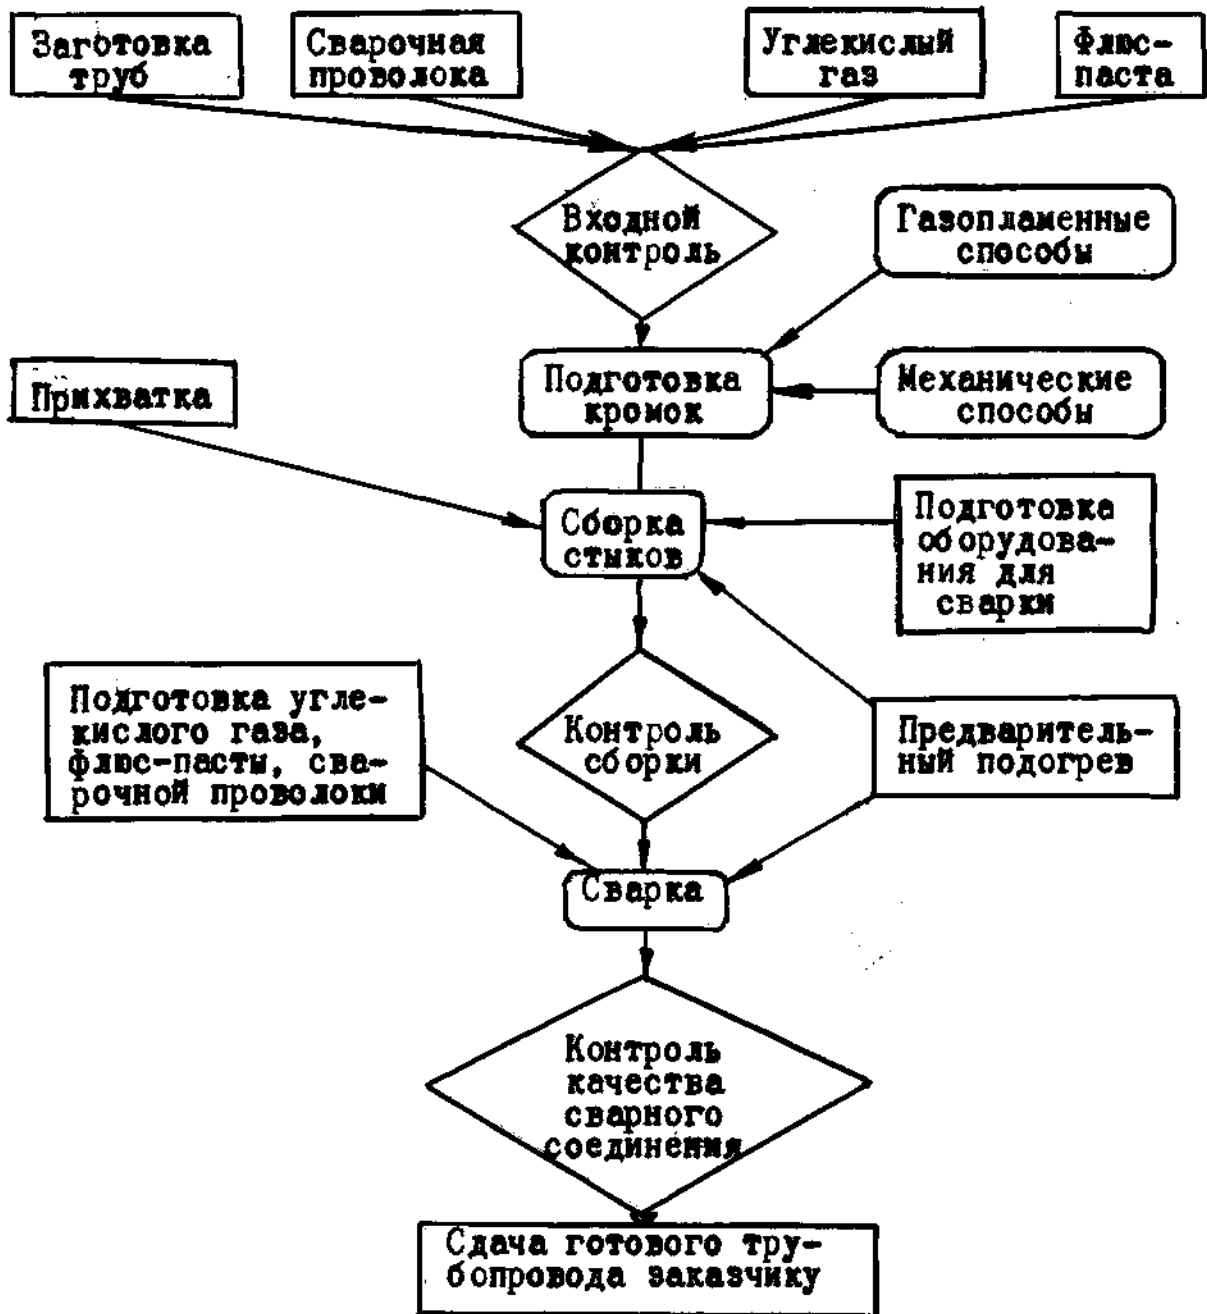 Заготовка
труб
Сварочная
проволока
Углекислый
газ
Флюс-
паста
Входной
контроль
Газопламенные
способы
Прихватка
Подготовка
кромок
Механические
способы
Сборка
стыков
Подготовка
оборудова-
ния для
сварки
Подготовка угле-
кислого газа,
флюс-пасты, сва-
рочной проволоки
Контроль
сборки
Предваритель-
ный подогрев
Сварка
Контроль
качества
сварного
соединения
Сдача готового тру-
бопровода заказчику